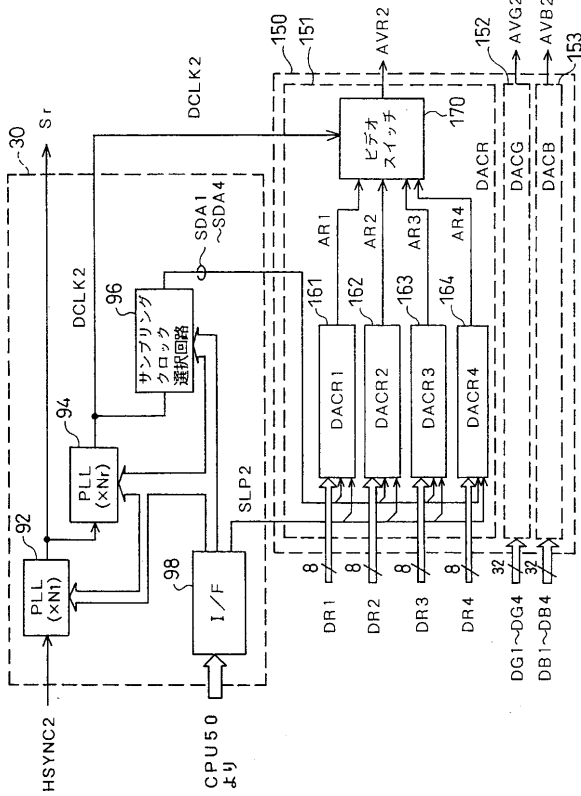 30
HSYNC2
92
PLL
(×N1)
94
PLL
(×Nr)
DCLK2
Sr
DCLK2
96
サンプリング
クロック
選択回路
SDA1
~SDA4
98
I/F
CPU50
より
SLP2
150
151
DR1
8
DACR1
161
AR1
DR2
8
DACR2
162
AR2
DR3
8
DACR3
163
AR3
DR4
8
DACR4
164
AR4
ビデオ
スイッチ
170
AVR2
DACR
DG1~DG4
32
DACG
152
AVG2
DB1~DB4
32
DACB
153
AVB2